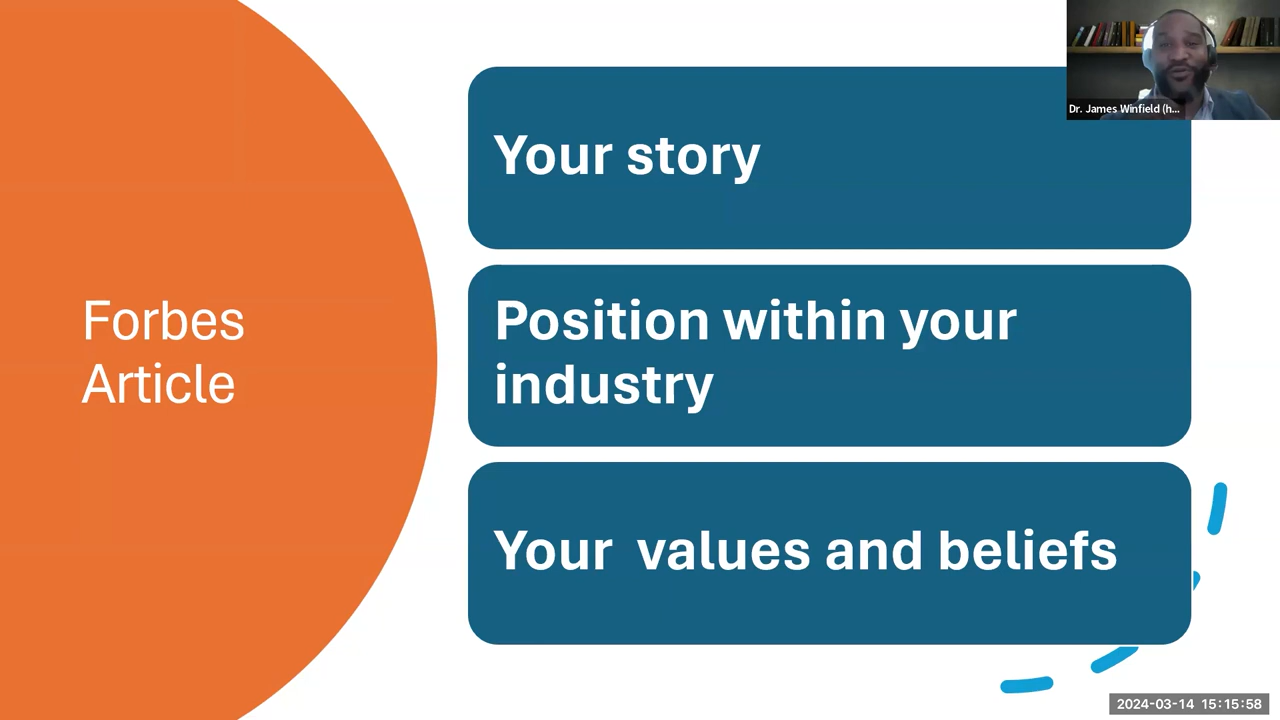 Dr. James Winfield (h...
Your story
Forbes
Article
Position within your
industry
Your  values and beliefs
2024-03-14 15:15:58